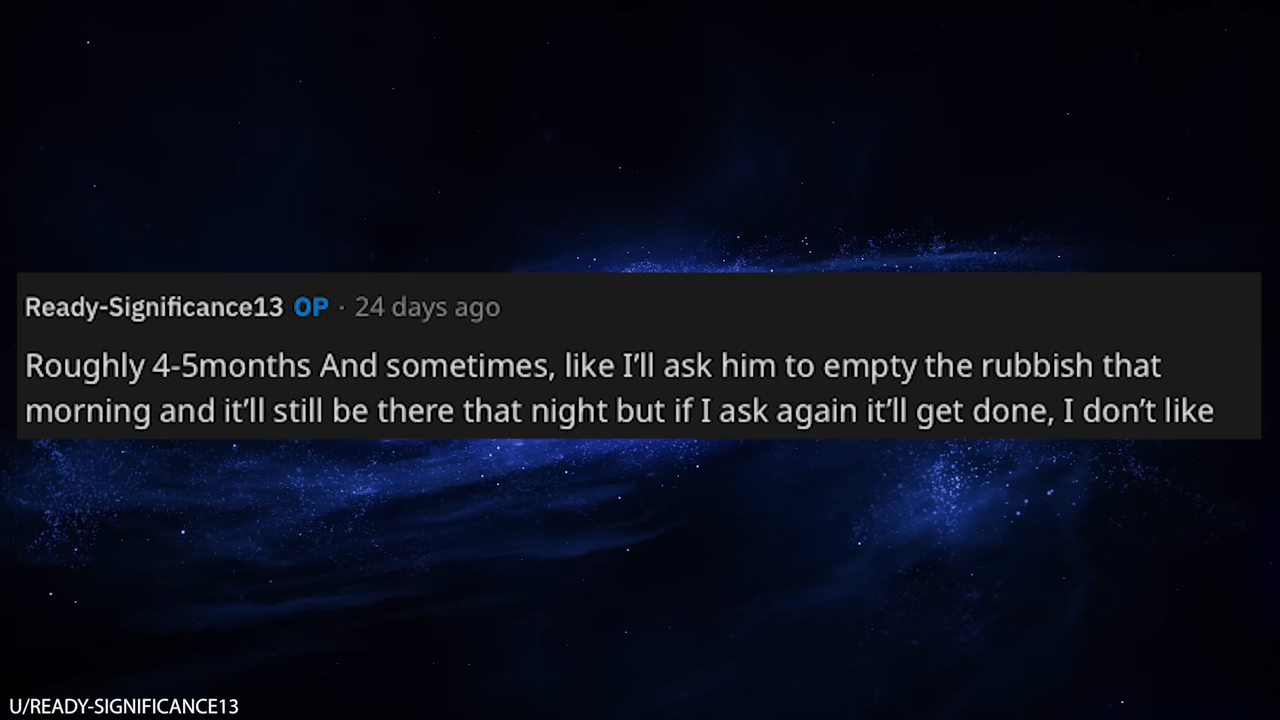 Ready-Significance13 OP · 24 days ago
Roughly 4-5months And sometimes, like I’ll ask him to empty the rubbish that
morning and it’ll still be there that night but if I ask again it’ll get done, I don’t like
U/READY-SIGNIFICANCE13